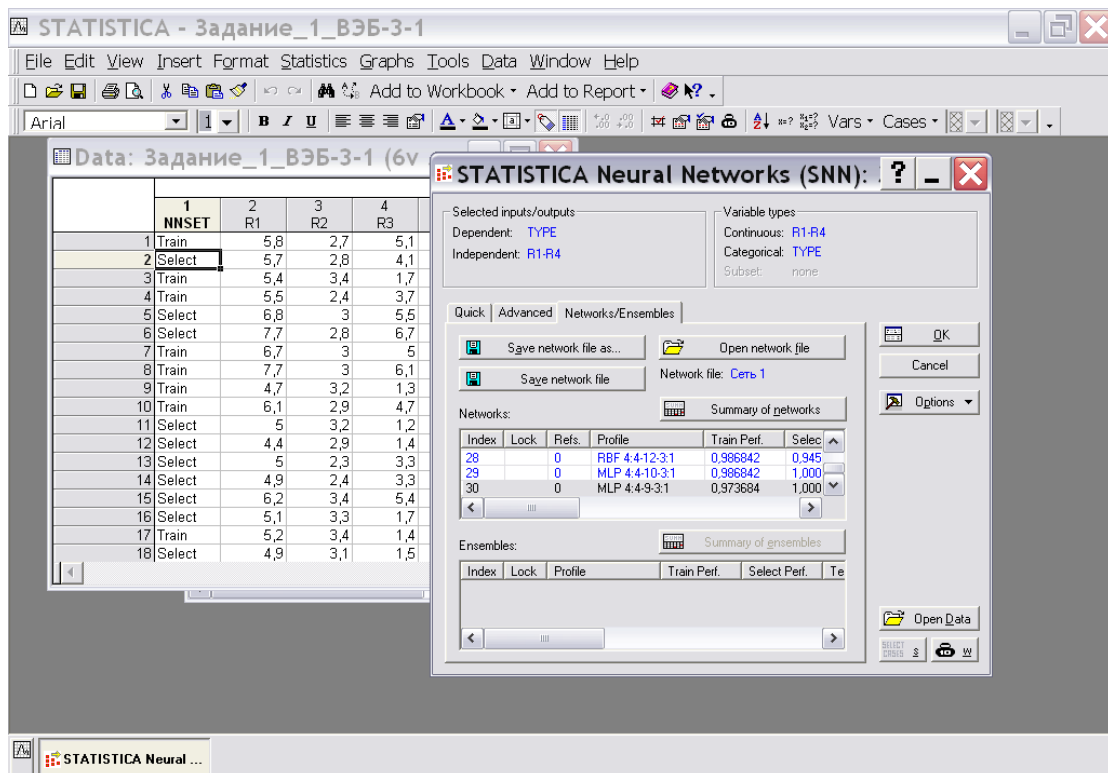 STATISTICA - Задание_1_ВЭБ-3-1
File Edit View Insert Format Statistics Graphs Tools Data Window Help
Add to Workbook Add to Report
Arial 1 B I U Vars Cases
Data: Задание_1_ВЭБ-3-1 (6v
1 2 3 4
NNSET R1 R2 R3
1 Train 5,8 2,7 5,1
2 Select 5,7 2,8 4,1
3 Train 5,4 3,4 1,7
4 Train 5,5 2,4 3,7
5 Select 6,8 3 5,5
6 Select 7,7 2,8 6,7
7 Train 6,7 3 5
8 Train 7,7 3 6,1
9 Train 4,7 3,2 1,3
10 Train 6,1 2,9 4,7
11 Select 5 3,2 1,2
12 Select 4,4 2,9 1,4
13 Select 5 2,3 3,3
14 Select 4,9 2,4 3,3
15 Select 6,2 3,4 5,4
16 Select 5,1 3,3 1,7
17 Train 5,2 3,4 1,4
18 Select 4,9 3,1 1,5
STATISTICA Neural Networks (SNN):
Selected inputs/outputs
Dependent: TYPE
Independent: R1-R4
Variable types
Continuous: R1-R4
Categorical: TYPE
Subset: none
Quick Advanced Networks/Ensembles
Save network file as... Open network file
Save network file Network file: Сеть 1
Networks: Summary of networks
Index Lock Refs. Profile Train Perf. Selec
28 0 RBF 4:4-12-3:1 0,986842 0,945
29 0 MLP 4:4-10-3:1 0,986842 1,000
30 0 MLP 4:4-9-3:1 0,973684 1,000
Ensembles: Summary of ensembles
Index Lock Profile Train Perf. Select Perf. Te
OK
Cancel
Options
Open Data
SELECT CASES S W
STATISTICA Neural ...